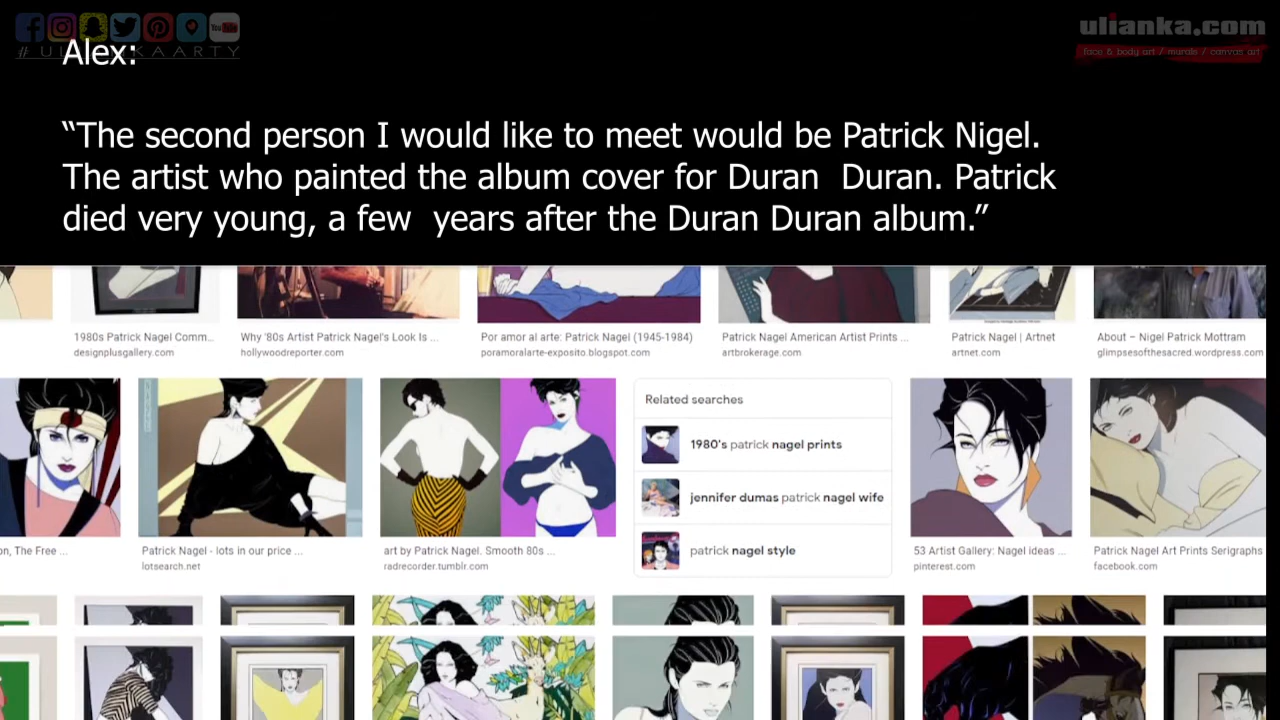 ulianka.com
face & body art / murals / canvas art
Alex:
“The second person I would like to meet would be Patrick Nigel.
The artist who painted the album cover for Duran  Duran. Patrick
died very young, a few  years after the Duran Duran album.”
1980s Patrick Nagel Comm...
designplusgallery.com
Why '80s Artist Patrick Nagel's Look Is ...
hollywoodreporter.com
Por amor al arte: Patrick Nagel (1945-1984)
poramoralarte-exposito.blogspot.com
Patrick Nagel American Artist Prints ...
artbrokerage.com
Patrick Nagel | Artnet
artnet.com
About – Nigel Patrick Mottram
glimpsesofthesacred.wordpress.com
Related searches
1980's patrick nagel prints
jennifer dumas patrick nagel wife
patrick nagel style
on, The Free ...
Patrick Nagel - lots in our price ...
lotsearch.net
art by Patrick Nagel. Smooth 80s ...
radrecorder.tumblr.com
53 Artist Gallery: Nagel ideas ...
pinterest.com
Patrick Nagel Art Prints Serigraphs
facebook.com